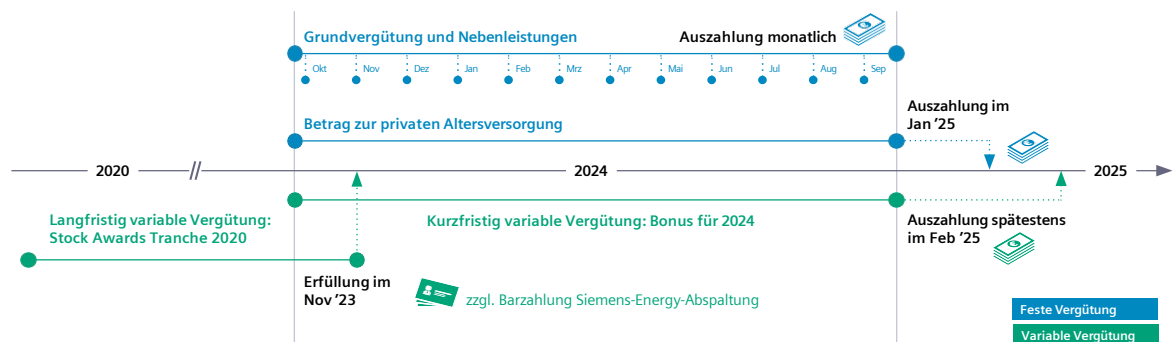 Grundvergütung und Nebenleistungen
Auszahlung monatlich
Okt
Nov
Dez
Jan
Feb
Mrz
Apr
Mai
Jun
Jul
Aug
Sep
Betrag zur privaten Altersversorgung
Auszahlung im
Jan ’25
2020
2024
2025
Langfristig variable Vergütung:
Stock Awards Tranche 2020
Kurzfristig variable Vergütung: Bonus für 2024
Auszahlung spätestens
im Feb ’25
Erfüllung im
Nov ’23
zzgl. Barzahlung Siemens-Energy-Abspaltung
Feste Vergütung
Variable Vergütung